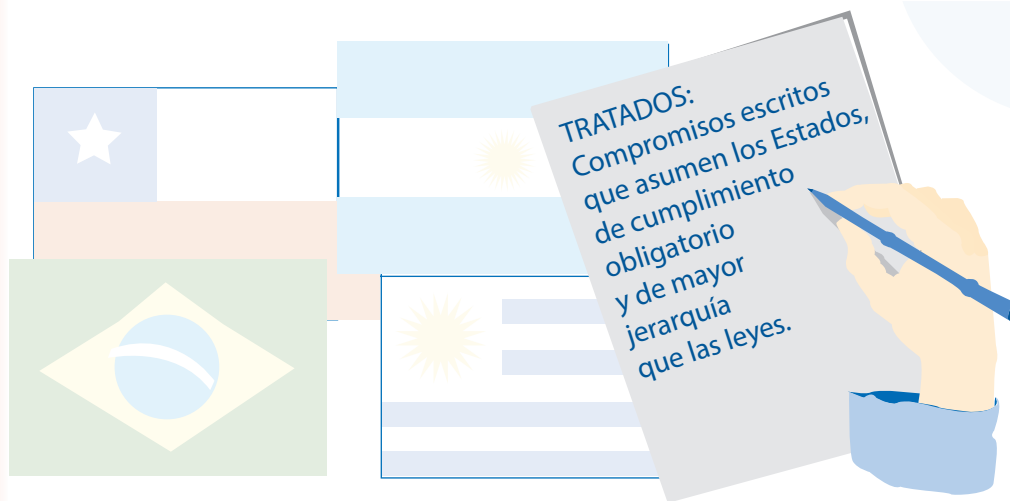 TRATADOS:
Compromisos escritos
que asumen los Estados,
de cumplimiento
obligatorio
y de mayor
jerarquía
que las leyes.